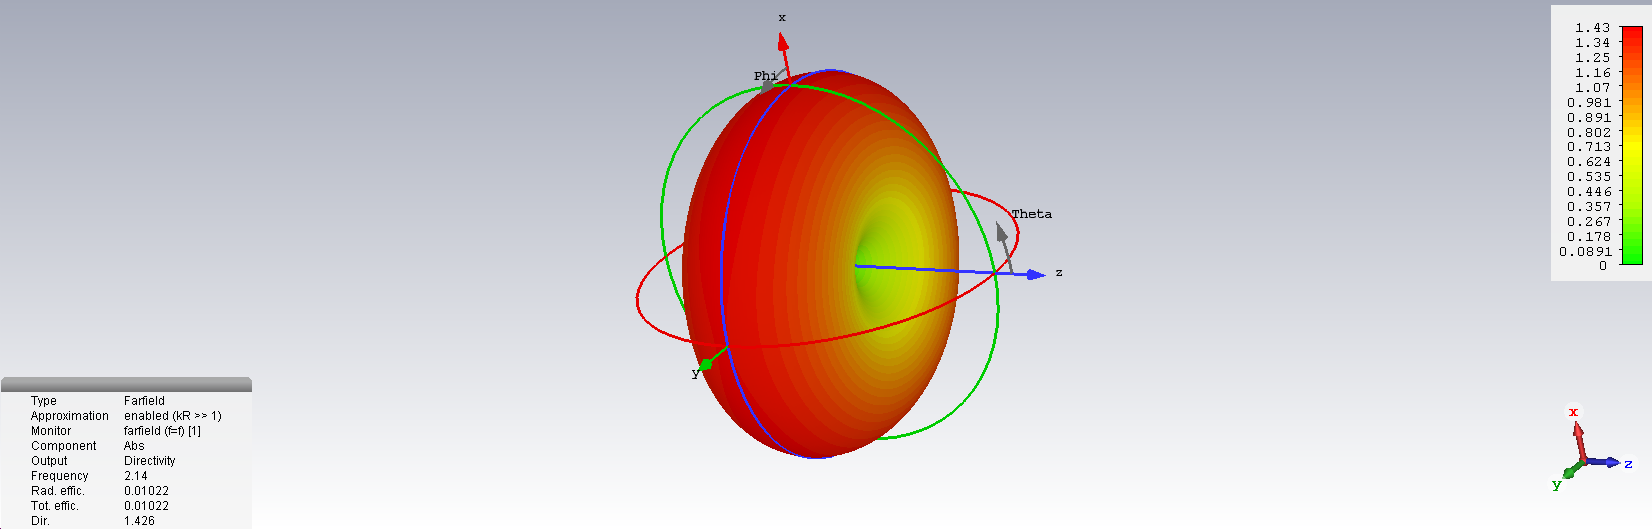 x
Phi
Theta
z
y
1.43
1.34
1.25
1.16
1.07
0.981
0.891
0.802
0.713
0.624
0.535
0.446
0.357
0.267
0.178
0.0891
0
Type Farfield
Approximation enabled (kR >> 1)
Monitor farfield (f=f) [1]
Component Abs
Output Directivity
Frequency 2.14
Rad. effic. 0.01022
Tot. effic. 0.01022
Dir. 1.426
x
z
y